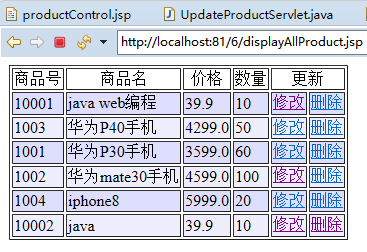 productControl.jsp UpdateProductServlet.java
http://localhost:81/6/displayAllProduct.jsp
商品号 商品名 价格 数量 更新
10001 java web编程 39.9 10 修改 删除
1003 华为P40手机 4299.0 50 修改 删除
1001 华为P30手机 3599.0 60 修改 删除
1002 华为mate30手机 4599.0 100 修改 删除
1004 iphone8 5999.0 20 修改 删除
10002 java 39.9 10 修改 删除